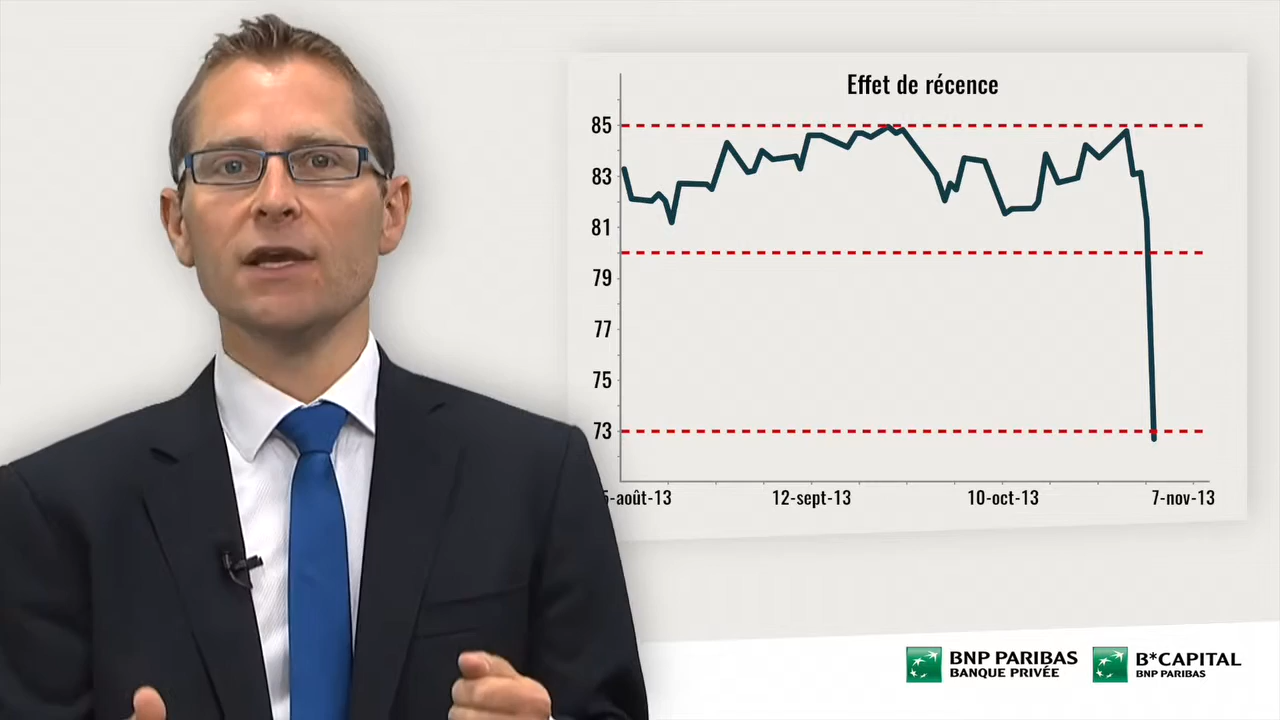 Effet de récence
85
83
81
79
77
75
73
5-août-13 12-sept-13 10-oct-13 7-nov-13
BNP PARIBAS
BANQUE PRIVÉE
B*CAPITAL
BNP PARIBAS